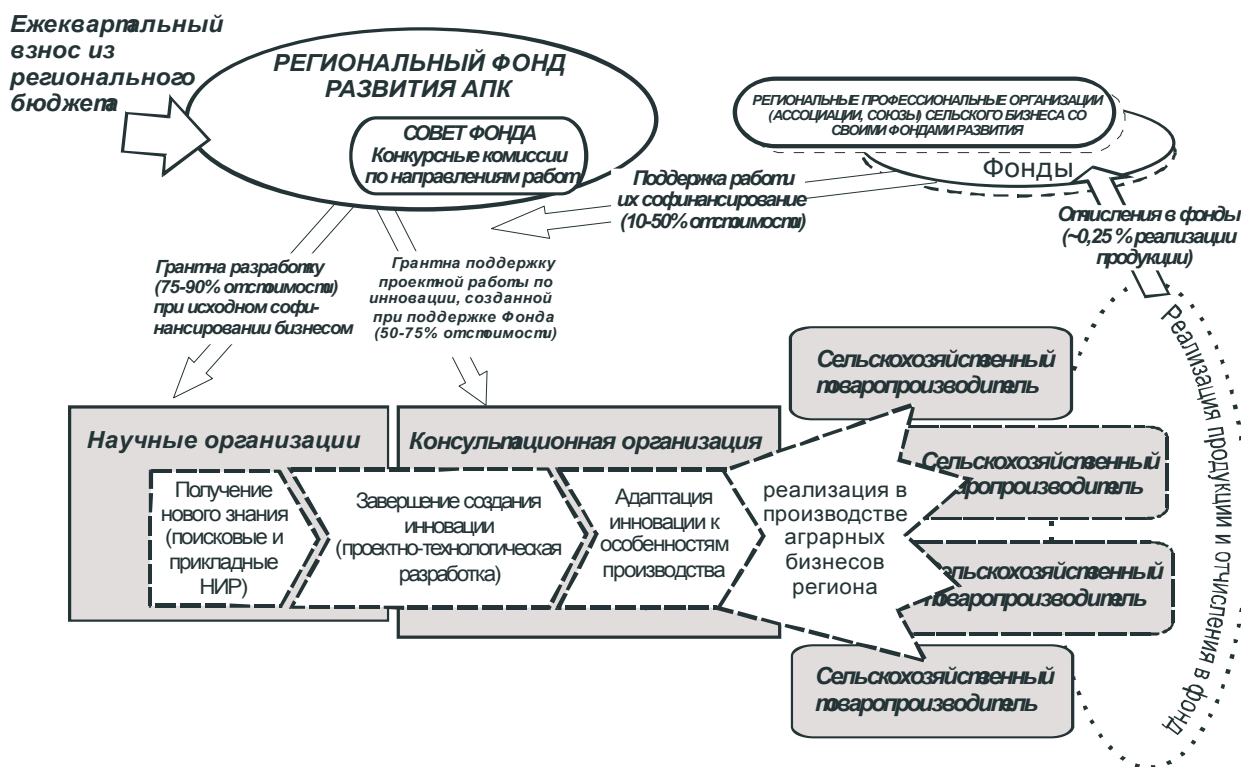 Ежеквартальный
взнос из
регионального
бюджета
РЕГИОНАЛЬНЫЙ ФОНД
РАЗВИТИЯ АПК
СОВЕТ ФОНДА
Конкурсные комиссии
по направлениям работ
РЕГИОНАЛЬНЫЕ ПРОФЕССИОНАЛЬНЫЕ ОРГАНИЗАЦИИ
(АССОЦИАЦИИ, СОЮЗЫ) СЕЛЬСКОГО БИЗНЕСА СО
СВОИМИ ФОНДАМИ РАЗВИТИЯ
Фонды
Поддержка работ и
их софинансирование
(10-50% от стоимости)
Отчисления в фонды
(~0,25 % реализации
продукции)
Грант на разработку
(75-90% от стоимости)
при исходном софи-
нансировании бизнесом
Грант на поддержку
проектной работы по
инновации, созданной
при поддержке Фонда
(50-75% от стоимости)
Научные организации
Консультационная организация
Получение
нового знания
(поисковые и
прикладные
НИР)
Завершение создания
инновации
(проектно-технологическая
разработка)
Адаптация
инновации к
особенностям
производства
реализация в
производстве
аграрных
бизнесов
региона
Сельскохозяйственный
товаропроизводитель
Сельскохозяйственный
товаропроизводитель
Сельскохозяйственный
товаропроизводитель
Сельскохозяйственный
товаропроизводитель
Реализация продукции и отчисления в фонд